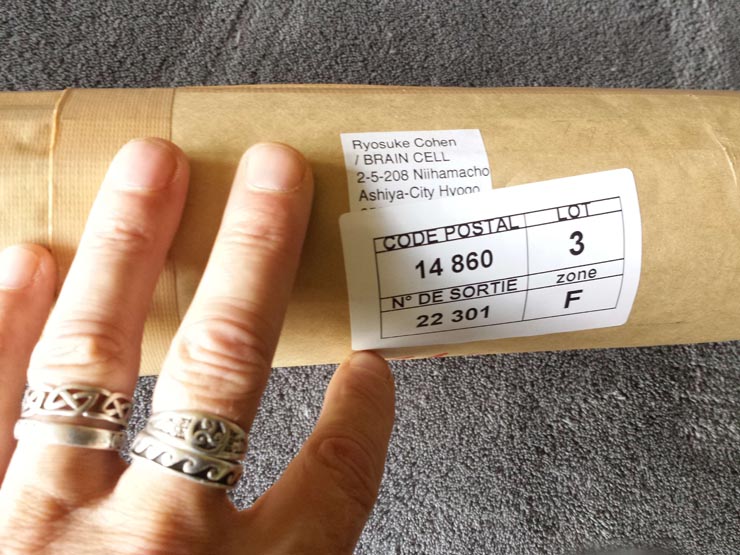 Ryosuke Cohen
/ BRAIN CELL
2-5-208 Niihamacho
Ashiya-City Hyogo
CODE POSTAL
14 860
LOT
3
N° DE SORTIE
22 301
zone
F